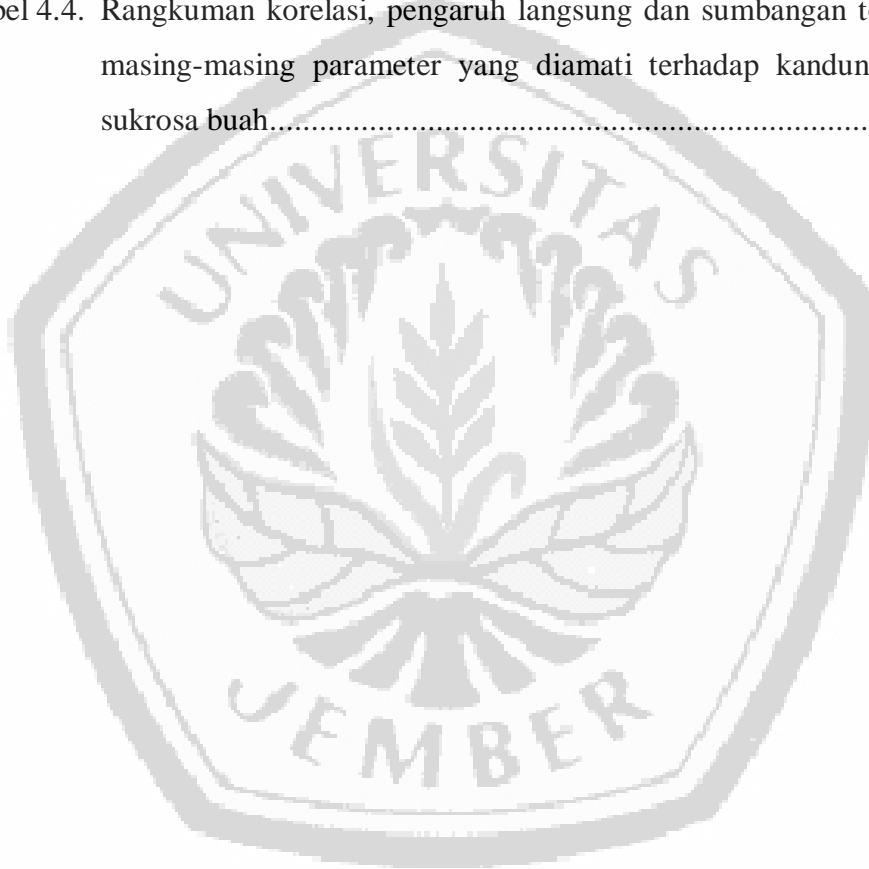 bel 4.4. Rangkuman korelasi, pengaruh langsung dan sumbangan te
masing-masing parameter yang diamati terhadap kandun
sukrosa buah........................................................................
UNIVERSITAS
JEMBER